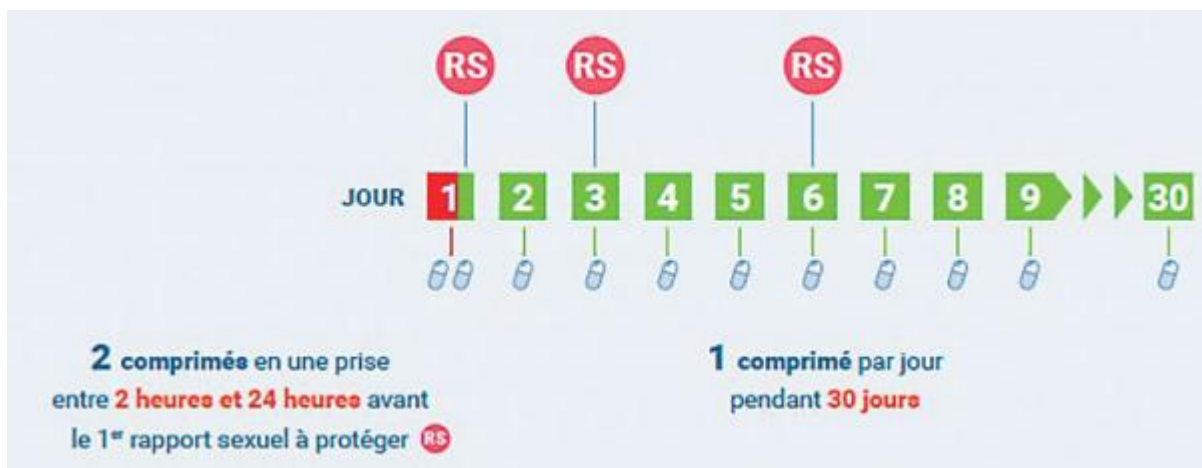 RS RS RS
JOUR 1 2 3 4 5 6 7 8 9 30
2 comprimés en une prise
entre 2 heures et 24 heures avant
le 1er rapport sexuel à protéger RS
1 comprimé par jour
pendant 30 jours